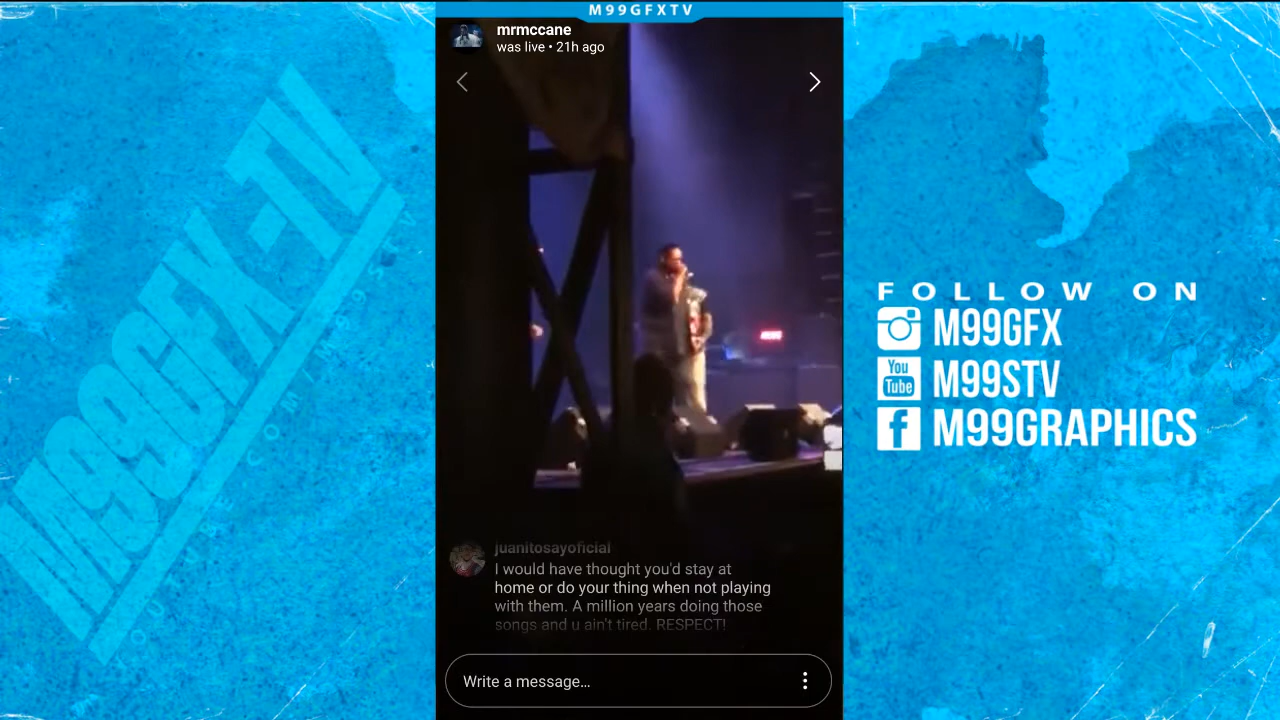 M99GFXTV
mrmccane
was live • 21h ago
M99GFX-TV
FOLLOW ON
M99GFX
You
Tube
M99STV
f M99GRAPHICS
juanitosayoficial
I would have thought you'd stay at
home or do your thing when not playing
with them. A million years doing those
songs and u ain't tired. RESPECT!
Write a message...